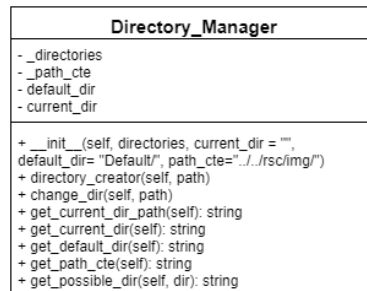 Directory_Manager
- _directories
- _path_cte
- default_dir
- current_dir
+ __init__(self, directories, current_dir = "",
default_dir= "Default/", path_cte="../../rsc/img/")
+ directory_creator(self, path)
+ change_dir(self, path)
+ get_current_dir_path(self): string
+ get_current_dir(self): string
+ get_default_dir(self): string
+ get_path_cte(self): string
+ get_possible_dir(self, dir): string